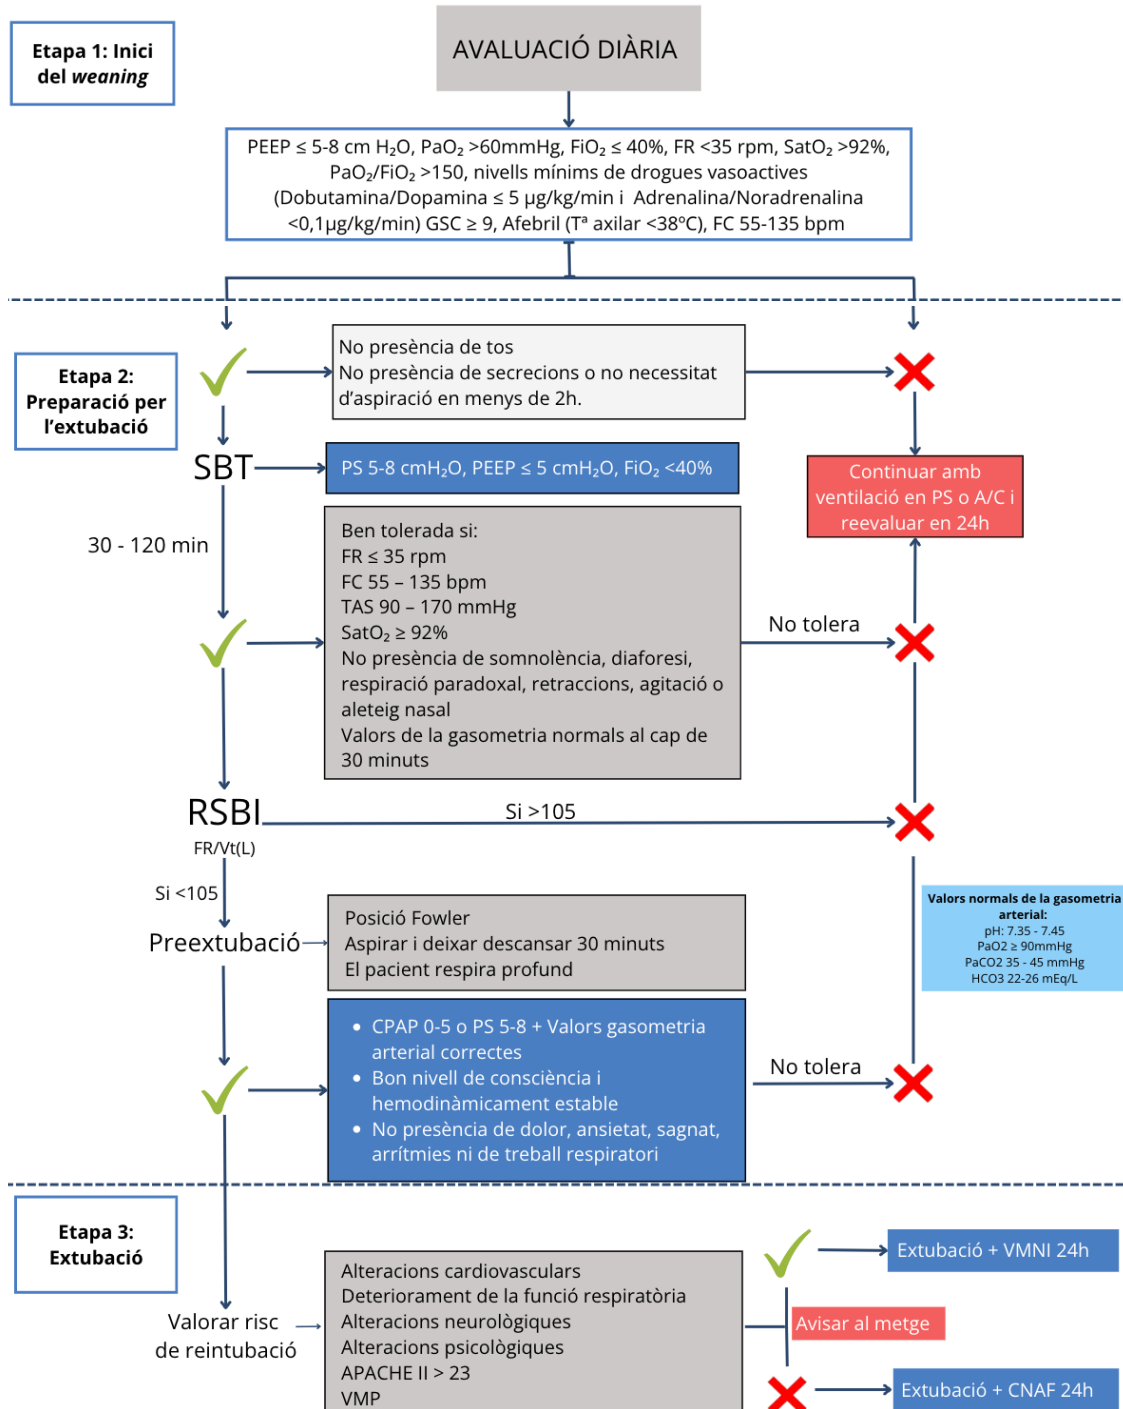 Etapa 1: Inici
del weaning
AVALUACIÓ DIÀRIA
PEEP ≤ 5-8 cm H₂O, PaO₂ >60mmHg, FiO₂ ≤ 40%, FR <35 rpm, SatO₂ >92%,
PaO₂/FiO₂ >150, nivells mínims de drogues vasoactives
(Dobutamina/Dopamina ≤ 5 µg/kg/min i Adrenalina/Noradrenalina
<0,1µg/kg/min) GSC ≥ 9, Afebril (Tª axilar <38ºC), FC 55-135 bpm
Etapa 2:
Preparació per
l'extubació
No presència de tos
No presència de secrecions o no necessitat
d'aspiració en menys de 2h.
SBT
PS 5-8 cmH₂O, PEEP ≤ 5 cmH₂O, FiO₂ <40%
Continuar amb
ventilació en PS o A/C i
reevaluar en 24h
30 - 120 min
Ben tolerada si:
FR ≤ 35 rpm
FC 55 – 135 bpm
TAS 90 – 170 mmHg
SatO₂ ≥ 92%
No presència de somnolència, diaforesi,
respiració paradoxal, retraccions, agitació o
aleteig nasal
Valors de la gasometria normals al cap de
30 minuts
No tolera
RSBI
FR/Vt(L)
Si >105
Si <105
Valors normals de la gasometria
arterial:
pH: 7.35 - 7.45
PaO2 ≥ 90mmHg
PaCO2 35 - 45 mmHg
HCO3 22-26 mEq/L
Preextubació
Posició Fowler
Aspirar i deixar descansar 30 minuts
El pacient respira profund
• CPAP 0-5 o PS 5-8 + Valors gasometria
arterial correctes
• Bon nivell de consciència i
hemodinàmicament estable
• No presència de dolor, ansietat, sagnat,
arrítmies ni de treball respiratori
No tolera
Etapa 3:
Extubació
Valorar risc
de reintubació
Alteracions cardiovasculars
Deteriorament de la funció respiratòria
Alteracions neurològiques
Alteracions psicològiques
APACHE II > 23
VMP
Extubació + VMNI 24h
Avisar al metge
Extubació + CNAF 24h